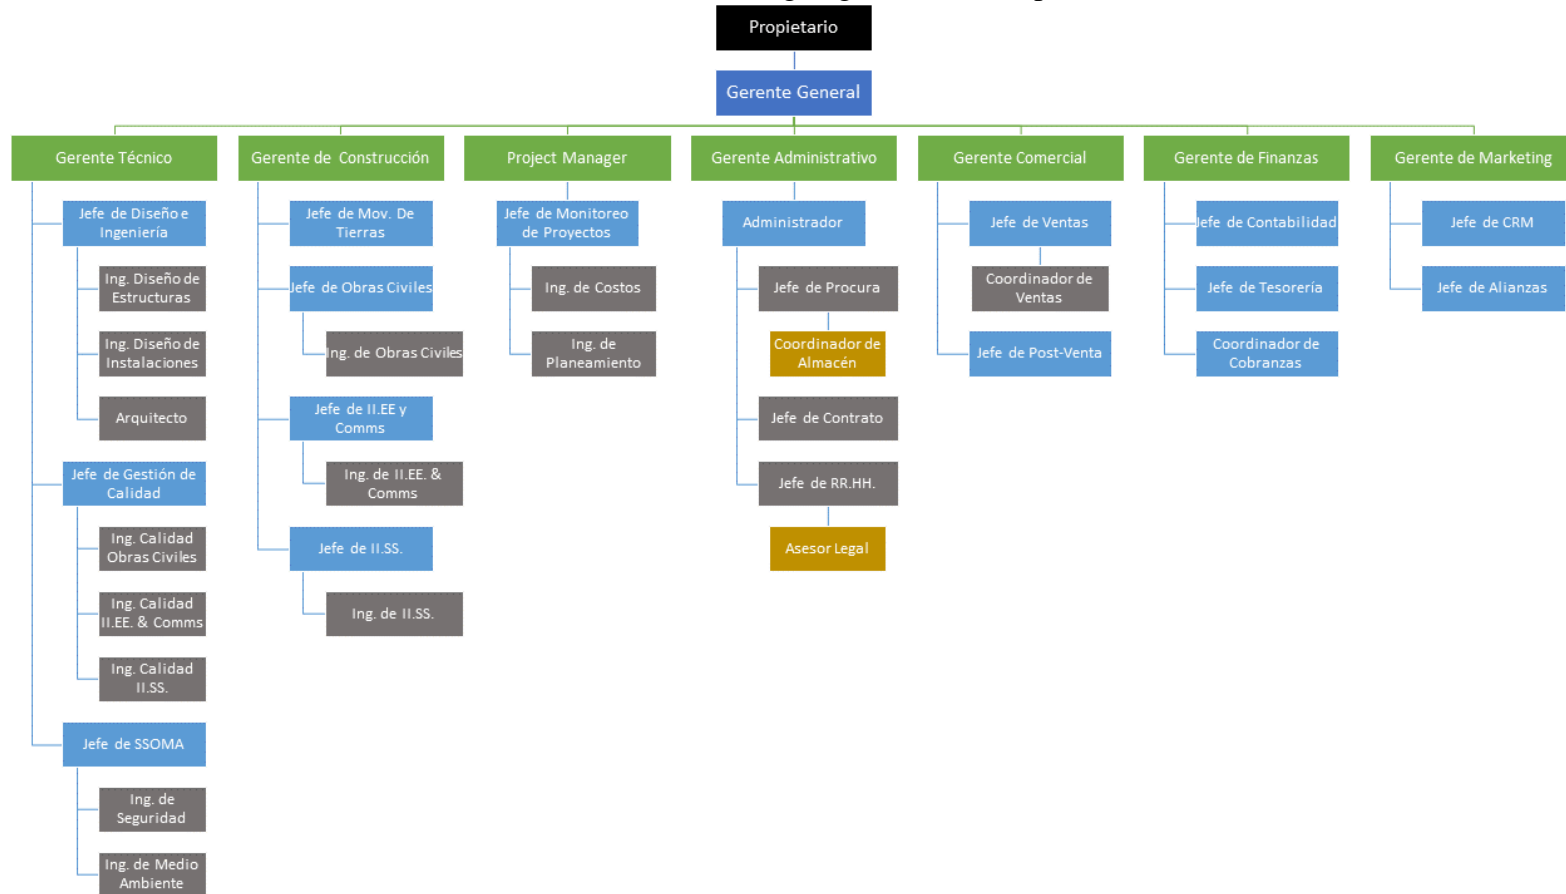 Propietario
Gerente General
Gerente Técnico
Gerente de Construcción
Project Manager
Gerente Administrativo
Gerente Comercial
Gerente de Finanzas
Gerente de Marketing
Jefe de Diseño e
Ingeniería
Ing. Diseño de
Estructuras
Ing. Diseño de
Instalaciones
Arquitecto
Jefe de Gestión de
Calidad
Ing. Calidad
Obras Civiles
Ing. Calidad
II.EE. & Comms
Ing. Calidad
II.SS.
Jefe de SSOMA
Ing. de
Seguridad
Ing. de Medio
Ambiente
Jefe de Mov. De
Tierras
Jefe de Obras Civiles
Ing. de Obras Civiles
Jefe de II.EE y
Comms
Ing. de II.EE. &
Comms
Jefe de II.SS.
Ing. de II.SS.
Jefe de Monitoreo
de Proyectos
Ing. de Costos
Ing. de
Planeamiento
Administrador
Jefe de Procura
Coordinador de
Almacén
Jefe de Contrato
Jefe de RR.HH.
Asesor Legal
Jefe de Ventas
Coordinador de
Ventas
Jefe de Post-Venta
Jefe de Contabilidad
Jefe de Tesorería
Coordinador de
Cobranzas
Jefe de CRM
Jefe de Alianzas